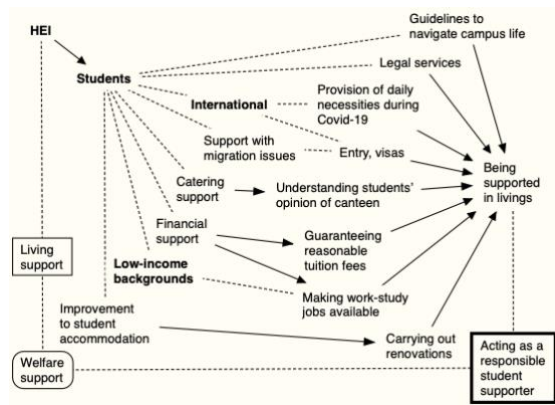 Guidelines to
navigate campus life
HEI
Legal services
Students
International
Provision of daily
necessities during
Covid-19
Support with
migration issues
Entry, visas
Being
supported
in livings
Catering
support
Understanding students'
opinion of canteen
Financial
support
Guaranteeing
reasonable
tuition fees
Living
support
Low-income
backgrounds
Making work-study
jobs available
Improvement
to student
accommodation
Carrying out
renovations
Acting as a
responsible
student
supporter
Welfare
support